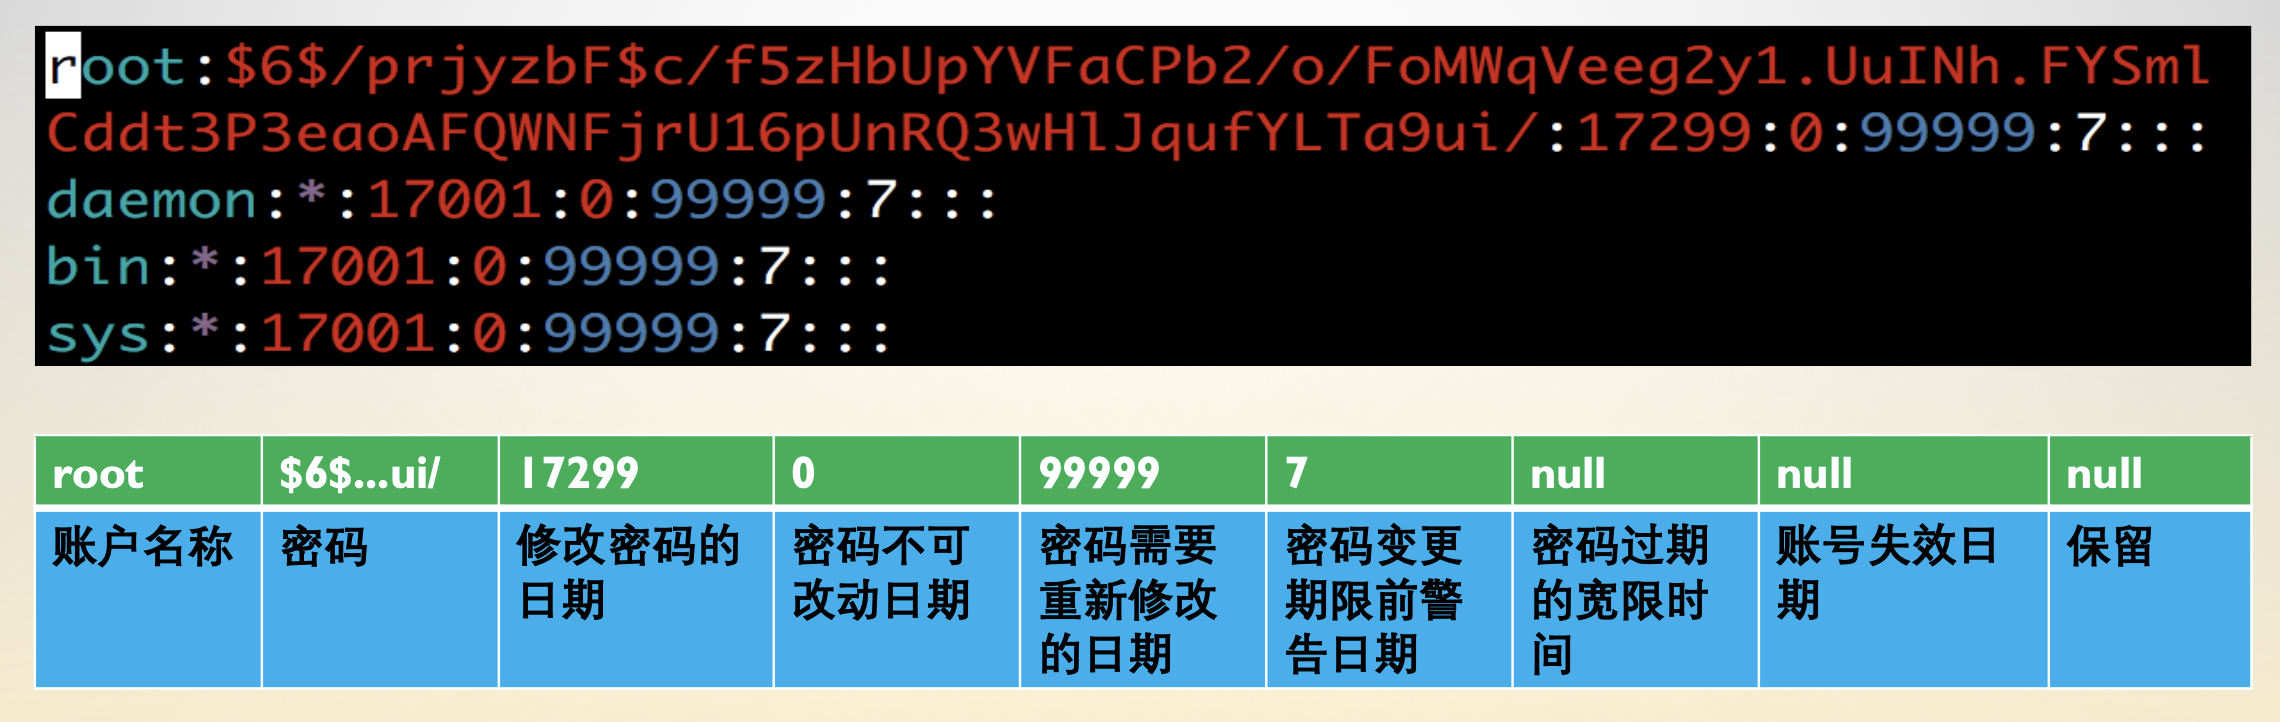 root:$6$/prjyzbF$c/f5zHbUpYVFaCPb2/o/FoMWqVeeg2y1.UuINh.FYSml
Cddt3P3eaoAFQWNFjrU16pUnRQ3wHlJqufYLTa9ui/:17299:0:99999:7:::
daemon:*:17001:0:99999:7:::
bin:*:17001:0:99999:7:::
sys:*:17001:0:99999:7:::
root $6$...ui/ 17299 0 99999 7 null null null
账户名称 密码 修改密码的 密码不可 密码需要 密码变更 密码过期 账号失效日 保留
日期 改动日期 重新修改 期限前警 的宽限时 期
的日期 告日期 间